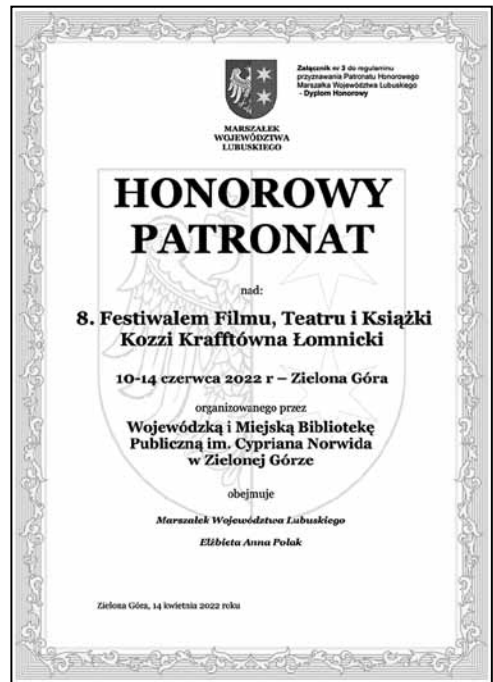 Załącznik nr 3 do regulaminu
przyznawania Patronatu Honorowego
Marszałka Województwa Lubuskiego
- Dyplom Honorowy
MARSZAŁEK
WOJEWÓDZTWA
LUBUSKIEGO
HONOROWY
PATRONAT
nad:
8. Festiwalem Filmu, Teatru i Książki
Kozzi Krafftówna Łomnicki
10-14 czerwca 2022 r – Zielona Góra
organizowanego przez
Wojewódzką i Miejską Bibliotekę
Publiczną im. Cypriana Norwida
w Zielonej Górze
obejmuje
Marszałek Województwa Lubuskiego
Elżbieta Anna Polak
Zielona Góra, 14 kwietnia 2022 roku